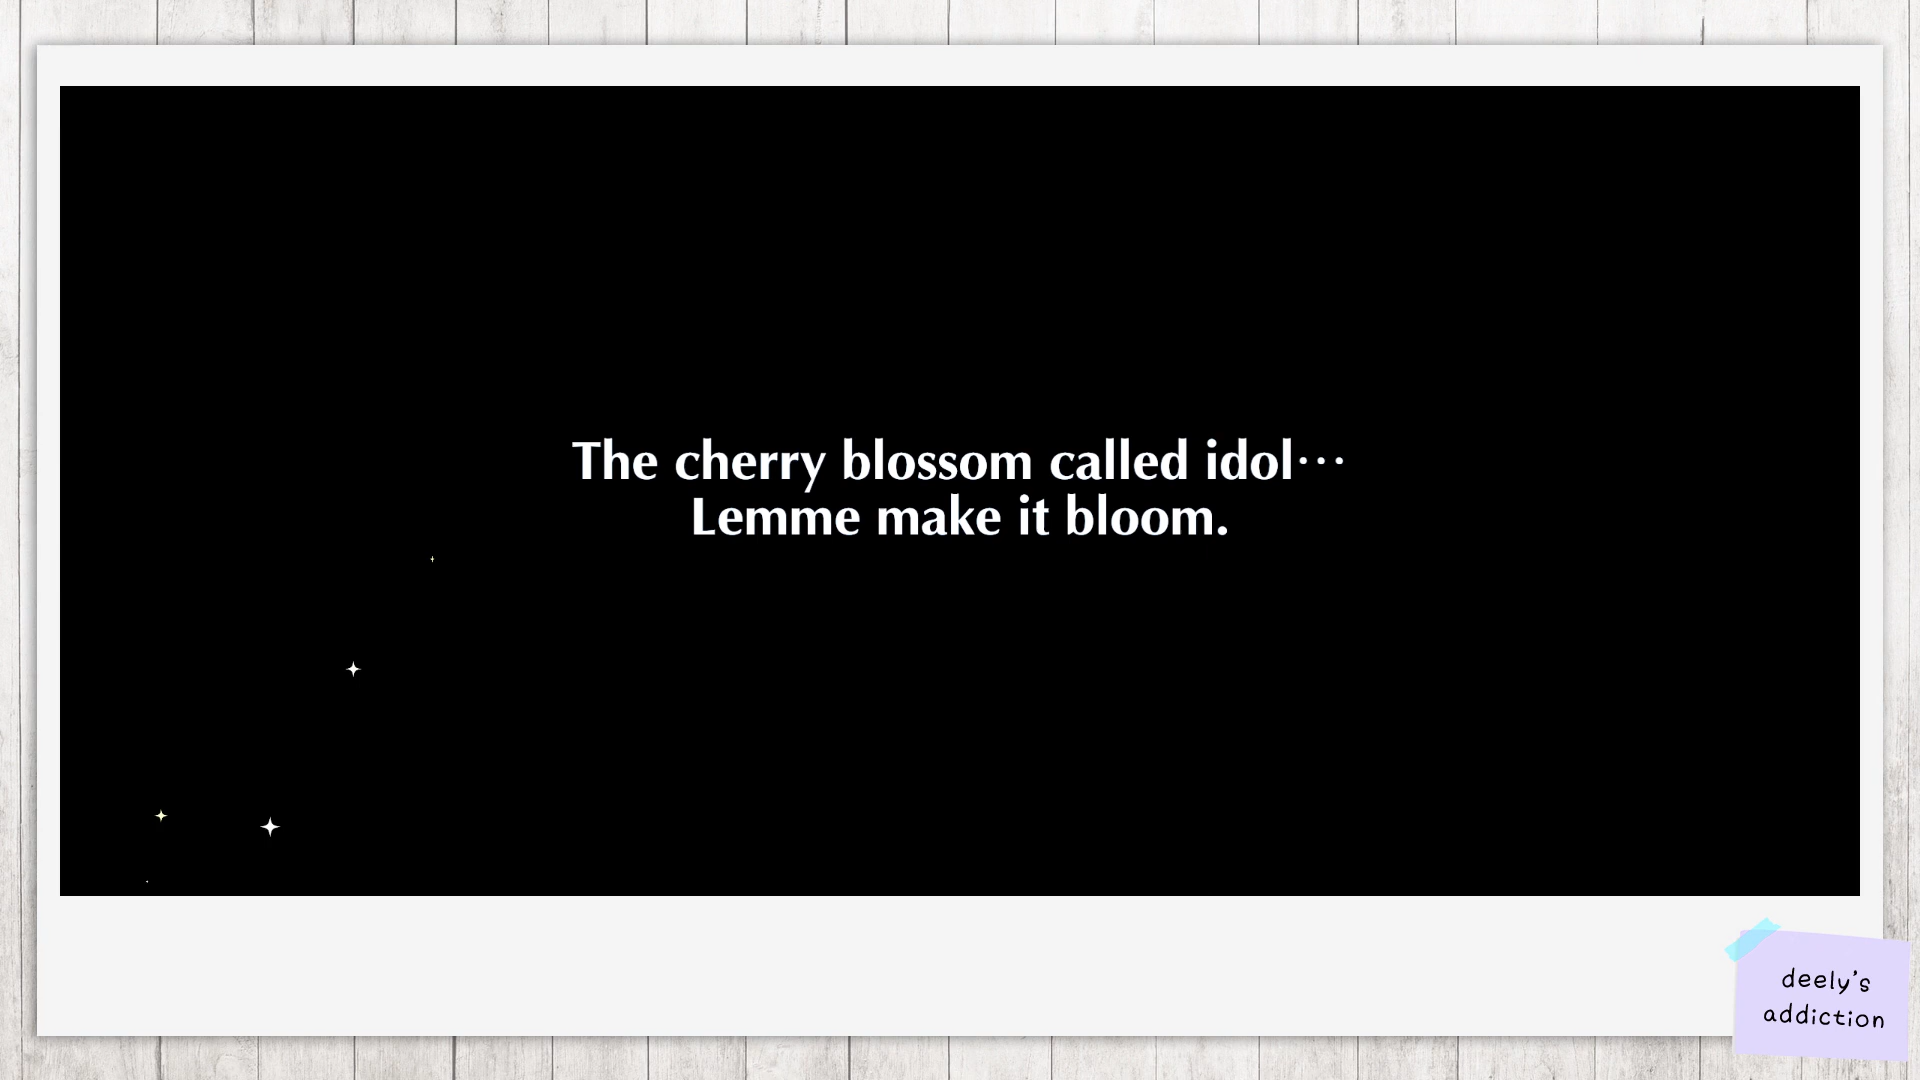 The cherry blossom called idol…
Lemme make it bloom.
deely's
addiction